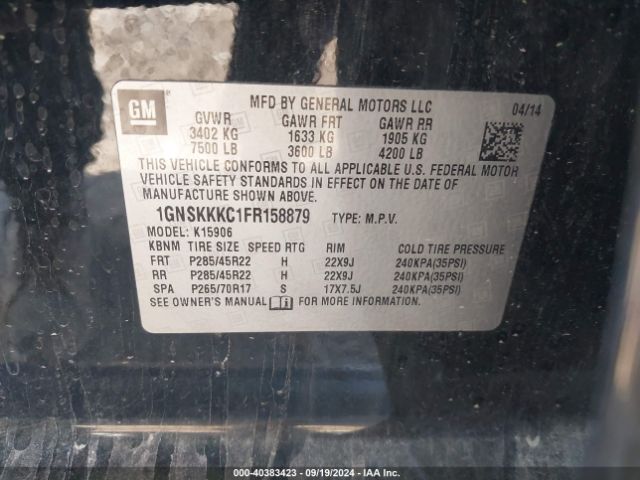 GM
MFD BY GENERAL MOTORS LLC 04/14
GVWR GAWR FRT GAWR RR
3402 KG 1633 KG 1905 KG
7500 LB 3600 LB 4200 LB
THIS VEHICLE CONFORMS TO ALL APPLICABLE U.S. FEDERAL MOTOR
VEHICLE SAFETY STANDARDS IN EFFECT ON THE DATE OF
MANUFACTURE SHOWN ABOVE.
1GNSKKKC1FR158879 TYPE: M.P.V.
MODEL: K15906
KBNM TIRE SIZE SPEED RTG RIM COLD TIRE PRESSURE
FRT P285/45R22 H 22X9J 240KPA(35PSI)
RR P285/45R22 H 22X9J 240KPA(35PSI)
SPA P265/70R17 S 17X7.5J 240KPA(35PSI)
SEE OWNER'S MANUAL i FOR MORE INFORMATION.
000-40383423 - 09/19/2024 - IAA Inc.